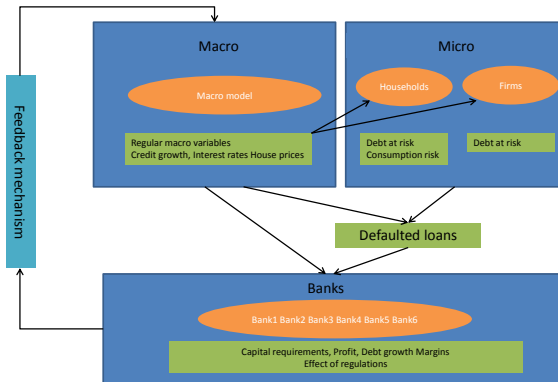 Macro
Micro
Macro model
Households
Firms
Regular macro variables
Credit growth, Interest rates House prices
Debt at risk
Consumption risk
Debt at risk
Feedback mechanism
Defaulted loans
Banks
Bank1 Bank2 Bank3 Bank4 Bank5 Bank6
Capital requirements, Profit, Debt growth Margins
Effect of regulations